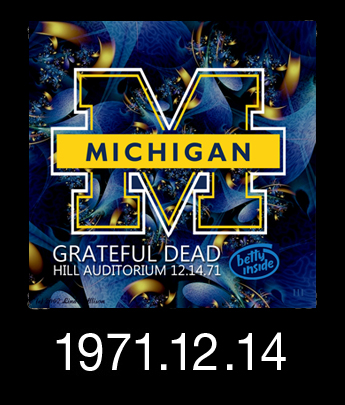 MICHIGAN
GRATEFUL DEAD
HILL AUDITORIUM 12.14.71
betty
inside
1971.12.14